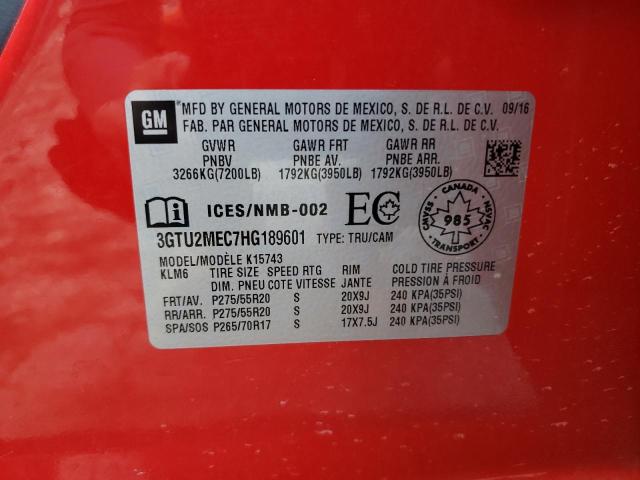 GM
*MFD BY GENERAL MOTORS DE MEXICO, S. DE R.L. DE C.V. 09/16
FAB. PAR GENERAL MOTORS DE MEXICO, S. DE R.L. DE C.V.
GVWR GAWR FRT GAWR RR
PNBV PNBE AV. PNBE ARR.
3266KG(7200LB) 1792KG(3950LB) 1792KG(3950LB)
i ICES/NMB-002 EC
CANADA CMVSS 985 NSVAC
3GTU2MEC7HG189601 TYPE: TRU/CAM
MODEL/MODÈLE K15743
KLM6 TIRE SIZE SPEED RTG RIM COLD TIRE PRESSURE
DIM. PNEU COTE VITESSE JANTE PRESSION À FROID
FRT/AV. P275/55R20 S 20X9J 240 KPA(35PSI)
RR/ARR. P275/55R20 S 20X9J 240 KPA(35PSI)
SPA/SOS P265/70R17 S 17X7.5J 240 KPA(35PSI)